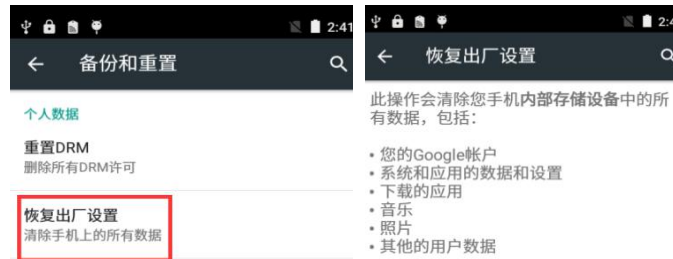 2:41
备份和重置
个人数据
重置DRM
删除所有DRM许可
恢复出厂设置
清除手机上的所有数据
2:4
恢复出厂设置
此操作会清除您手机内部存储设备中的所
有数据，包括：
• 您的Google帐户
• 系统和应用的数据和设置
• 下载的应用
• 音乐
• 照片
• 其他的用户数据